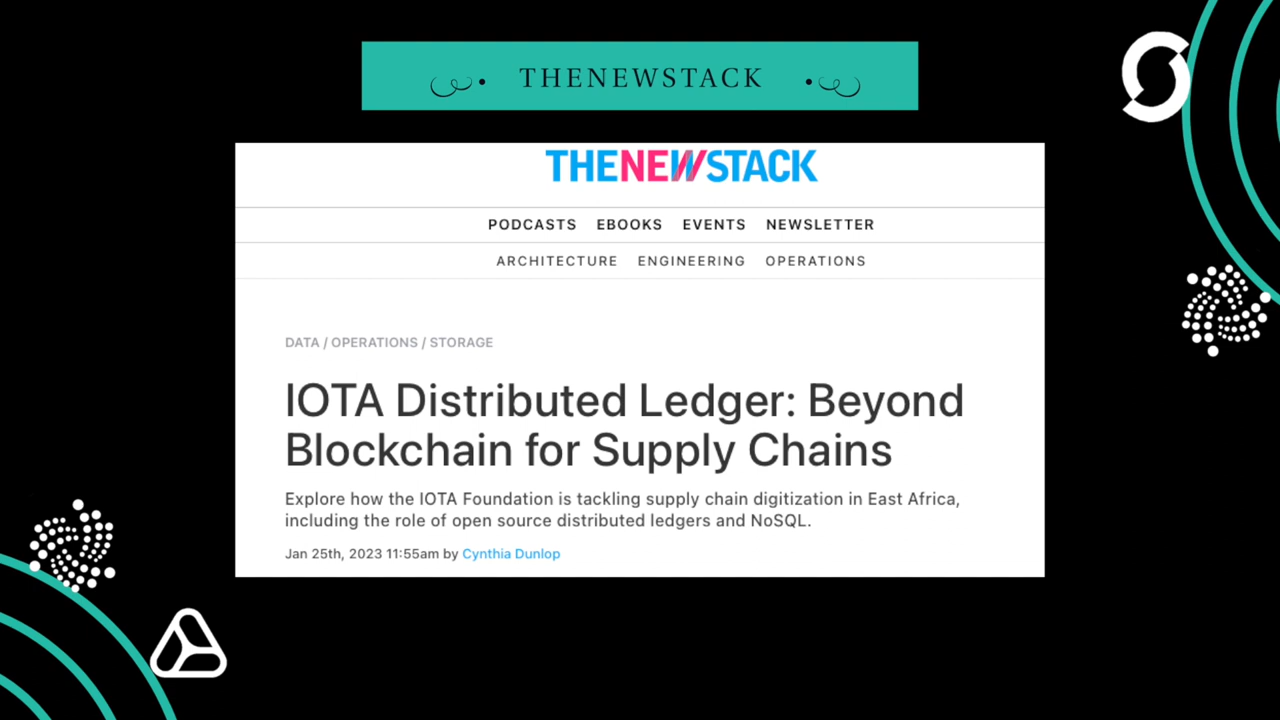 THENEWSTACK
THENEWSTACK
PODCASTS EBOOKS EVENTS NEWSLETTER
ARCHITECTURE ENGINEERING OPERATIONS
DATA / OPERATIONS / STORAGE
IOTA Distributed Ledger: Beyond
Blockchain for Supply Chains
Explore how the IOTA Foundation is tackling supply chain digitization in East Africa,
including the role of open source distributed ledgers and NoSQL.
Jan 25th, 2023 11:55am by Cynthia Dunlop